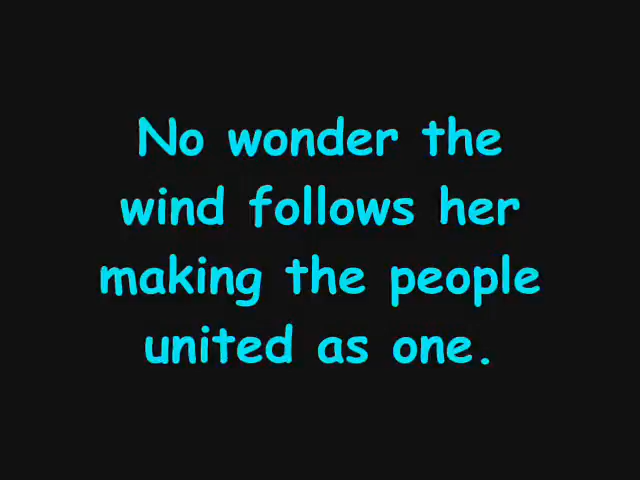 No wonder the
wind follows her
making the people
united as one.